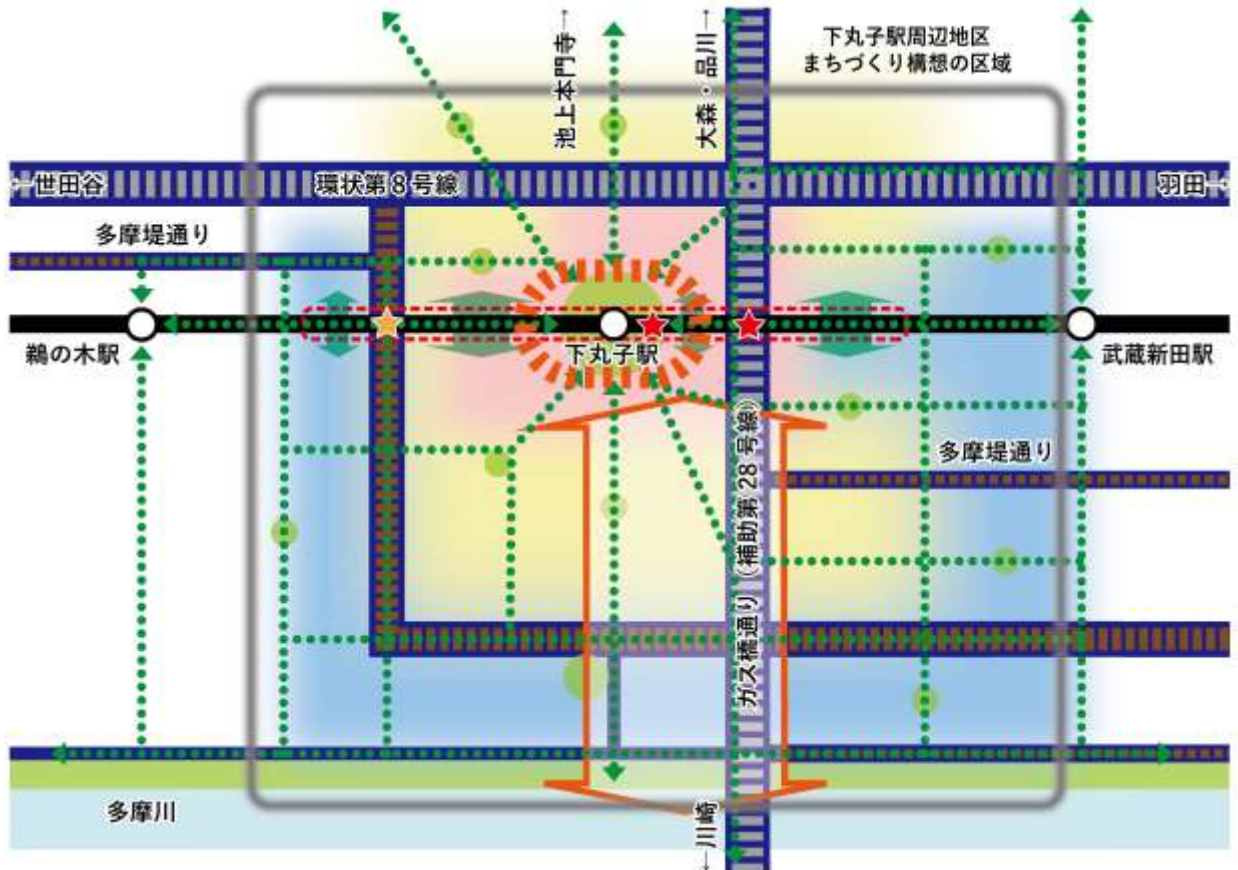 池上本門寺→
大森・品川→
下丸子駅周辺地区
まちづくり構想の区域
←世田谷
環状第8号線
羽田→
多摩堤通り
鵜の木駅
下丸子駅
武蔵新田駅
ガス橋通り（補助第28号線）
多摩堤通り
多摩川
←川崎